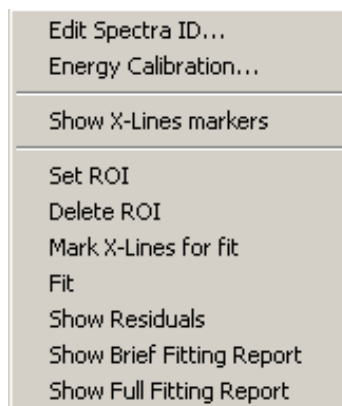 Edit Spectra ID...
Energy Calibration...
Show X-Lines markers
Set ROI
Delete ROI
Mark X-Lines for fit
Fit
Show Residuals
Show Brief Fitting Report
Show Full Fitting Report